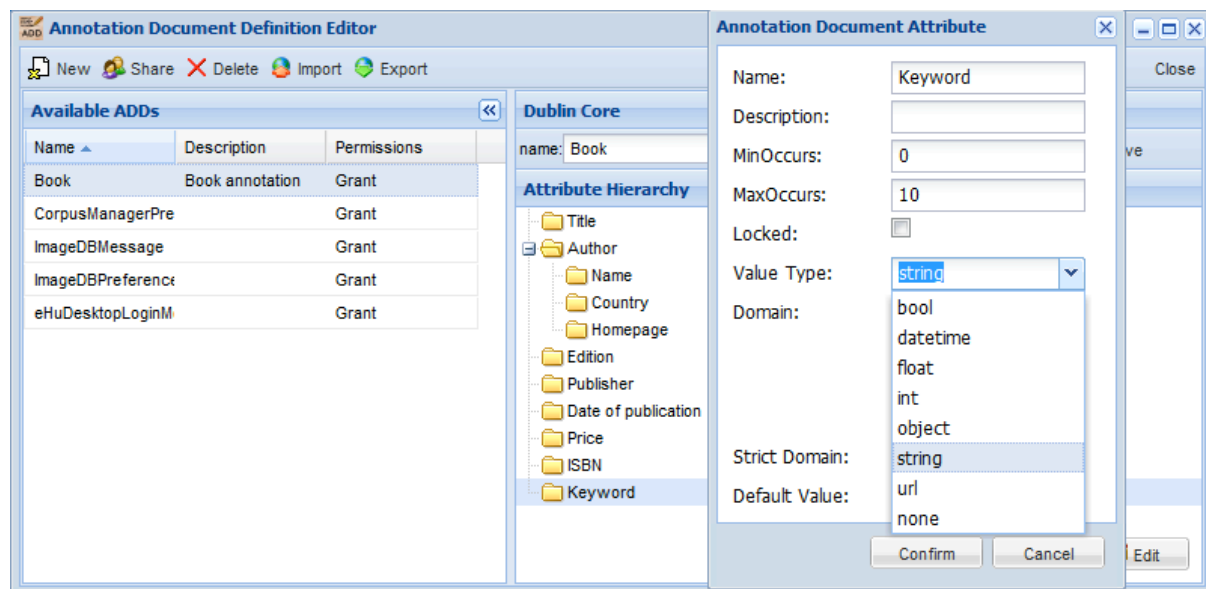 ADD Annotation Document Definition Editor
New Share Delete Import Export
Close
Available ADDs
Name Description Permissions
Book Book annotation Grant
CorpusManagerPre Grant
ImageDBMessage Grant
ImageDBPreference Grant
eHuDesktopLoginM Grant
Dublin Core
name: Book
ve
Attribute Hierarchy
Title
Author
Name
Country
Homepage
Edition
Publisher
Date of publication
Price
ISBN
Keyword
Edit
Annotation Document Attribute
Name: Keyword
Description:
MinOccurs: 0
MaxOccurs: 10
Locked:
Value Type: string
Domain:
bool
datetime
float
int
object
string
url
none
Strict Domain:
Default Value:
Confirm Cancel